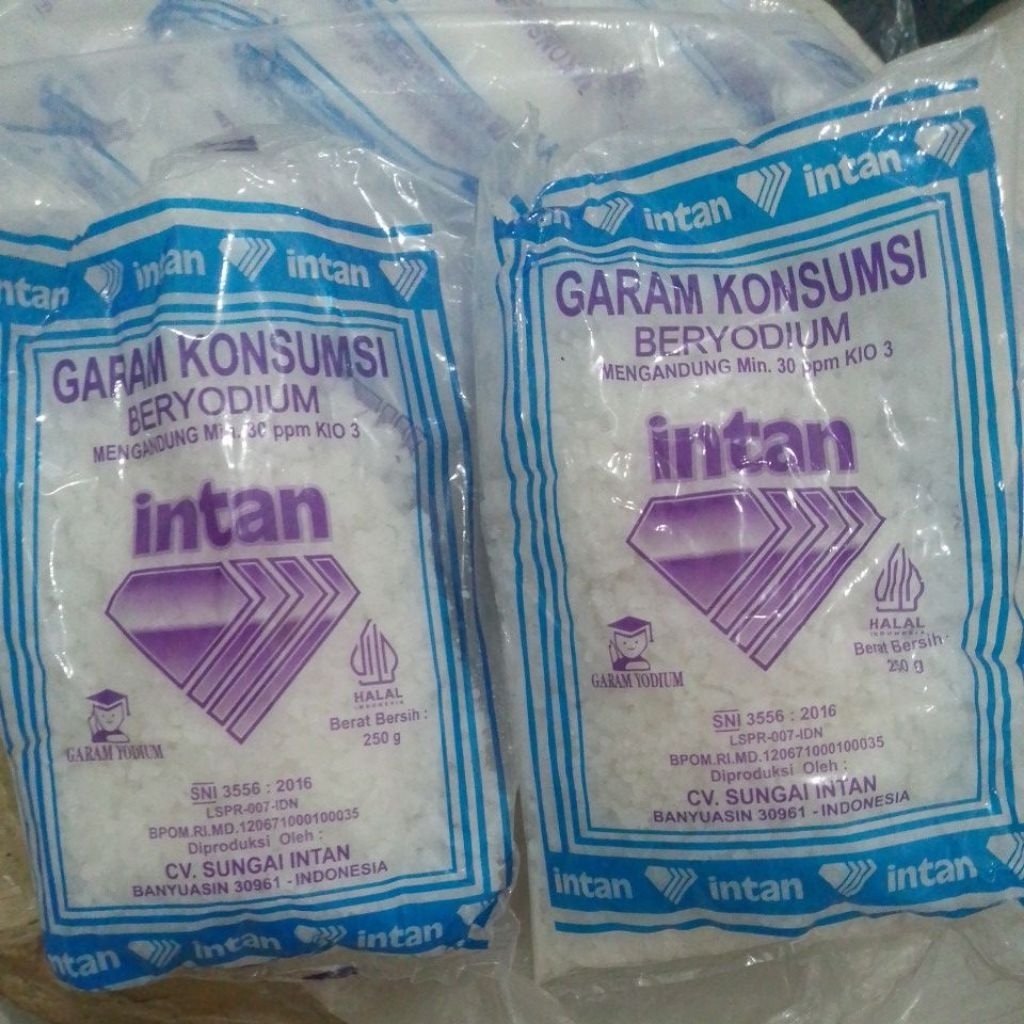 ntan intan intan
GARAM KONSUMSI
BERYODIUM
MENGANDUNG Min. 30 ppm KIO 3
intan
HALAL
INDONESIA
Berat Bersih :
250 g
GARAM YODIUM
SNI 3556 : 2016
LSPR-007-IDN
BPOM.RI.MD.120671000100035
Diproduksi Oleh :
CV. SUNGAI INTAN
BANYUASIN 30961 - INDONESIA
ntan intan intan
intan intan
GARAM KONSUMSI
BERYODIUM
MENGANDUNG Min. 30 ppm KIO 3
intan
HALAL
INDONESIA
Berat Bersih :
250 g
GARAM YODIUM
SNI 3556 : 2016
LSPR-007-IDN
BPOM.RI.MD.120671000100035
Diproduksi Oleh :
CV. SUNGAI INTAN
BANYUASIN 30961 - INDONESIA
intan intan intan